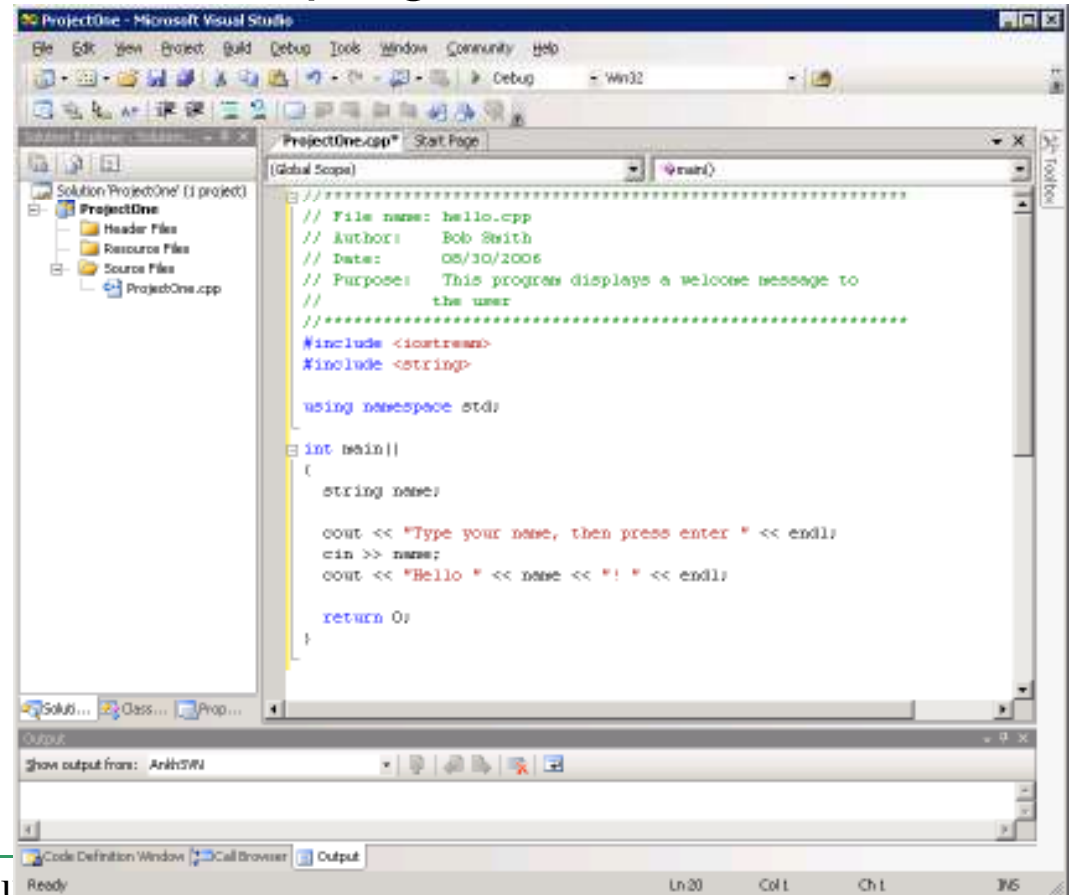 ProjectOne - Microsoft Visual Studio
File Edit View Project Build Debug Tools Window Community Help
Debug Win32
ProjectOne.cpp* Start Page
(Global Scope) main()
Toolbox
Solution 'ProjectOne' (1 project)
ProjectOne
Header Files
Resource Files
Source Files
ProjectOne.cpp
//***********************************************************
// File name: hello.cpp
// Author: Bob Smith
// Date: 08/30/2006
// Purpose: This program displays a welcome message to
// the user
//***********************************************************
#include <iostream>
#include <string>
using namespace std;
int main()
{
string name;
cout << "Type your name, then press enter " << endl;
cin >> name;
cout << "Hello " << name << "! " << endl;
return 0;
}
Soluti... Class... Prop...
Output
Show output from: AnkhSVN
Code Definition Window Call Browser Output
Ready Ln 20 Col 1 Ch 1 INS